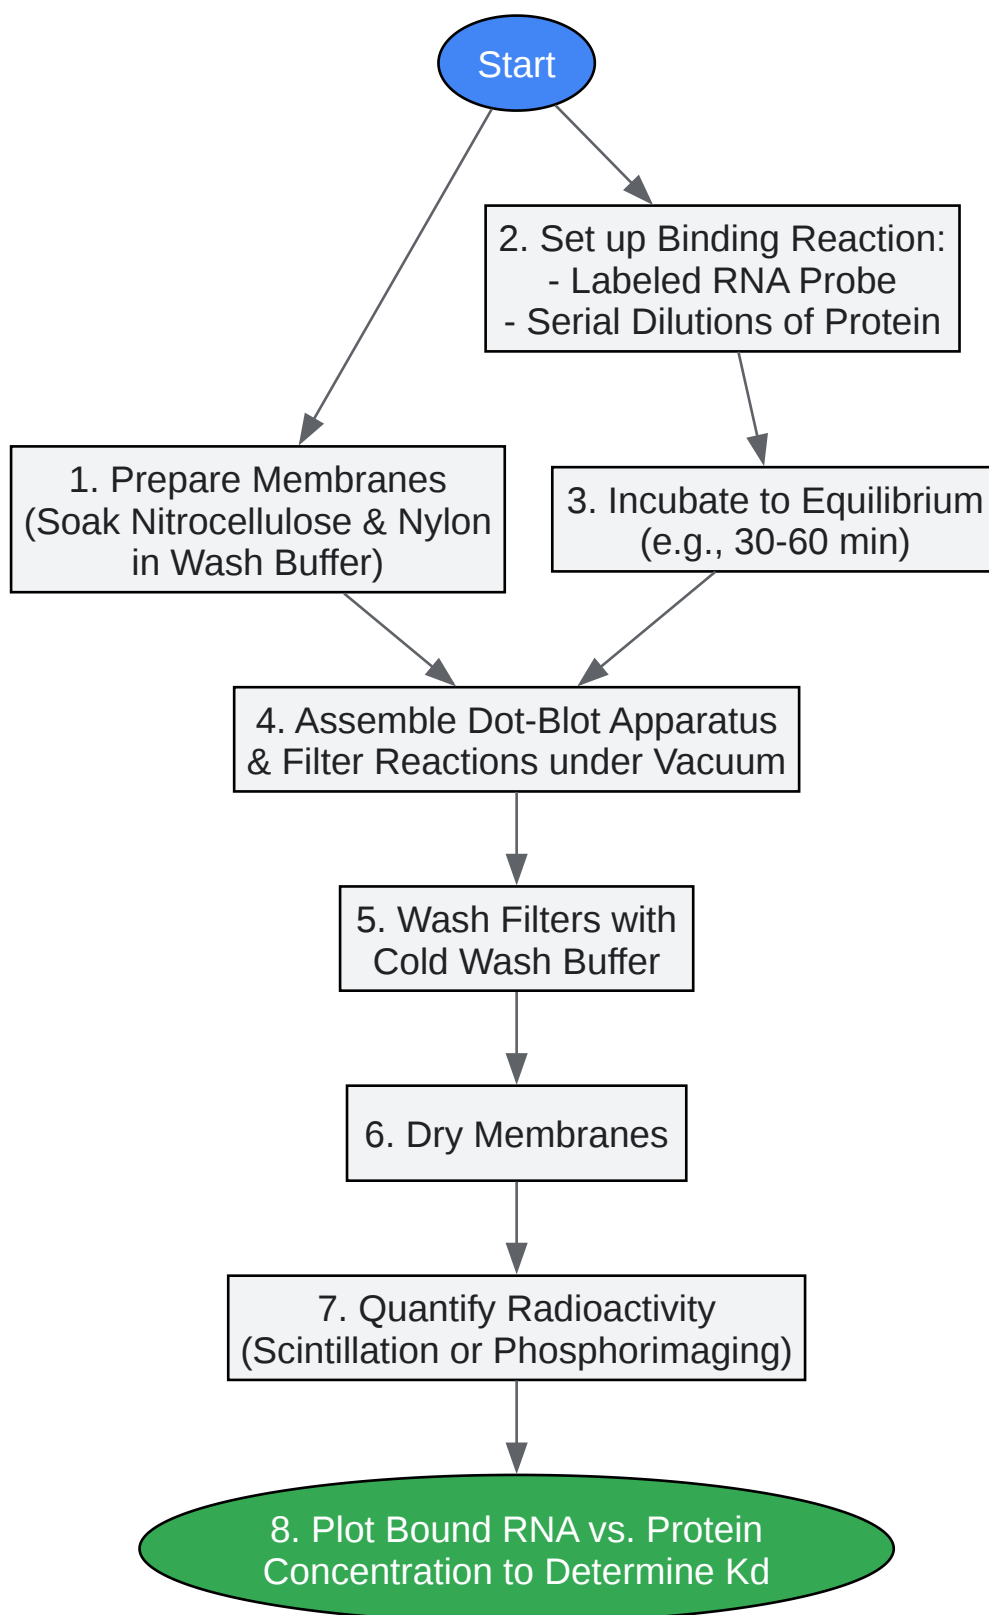 Start
2. Set up Binding Reaction:
- Labeled RNA Probe
- Serial Dilutions of Protein
1. Prepare Membranes
(Soak Nitrocellulose & Nylon
in Wash Buffer)
3. Incubate to Equilibrium
(e.g., 30-60 min)
4. Assemble Dot-Blot Apparatus
& Filter Reactions under Vacuum
5. Wash Filters with
Cold Wash Buffer
6. Dry Membranes
7. Quantify Radioactivity
(Scintillation or Phosphorimaging)
8. Plot Bound RNA vs. Protein
Concentration to Determine Kd